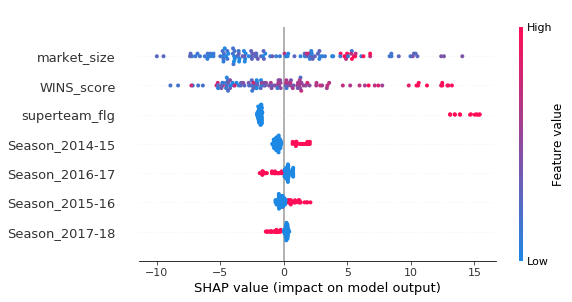 High
market_size
WINS_score
superteam_flg
Season_2014-15
Season_2016-17
Season_2015-16
Season_2017-18
Feature value
Low
−10 −5 0 5 10 15
SHAP value (impact on model output)